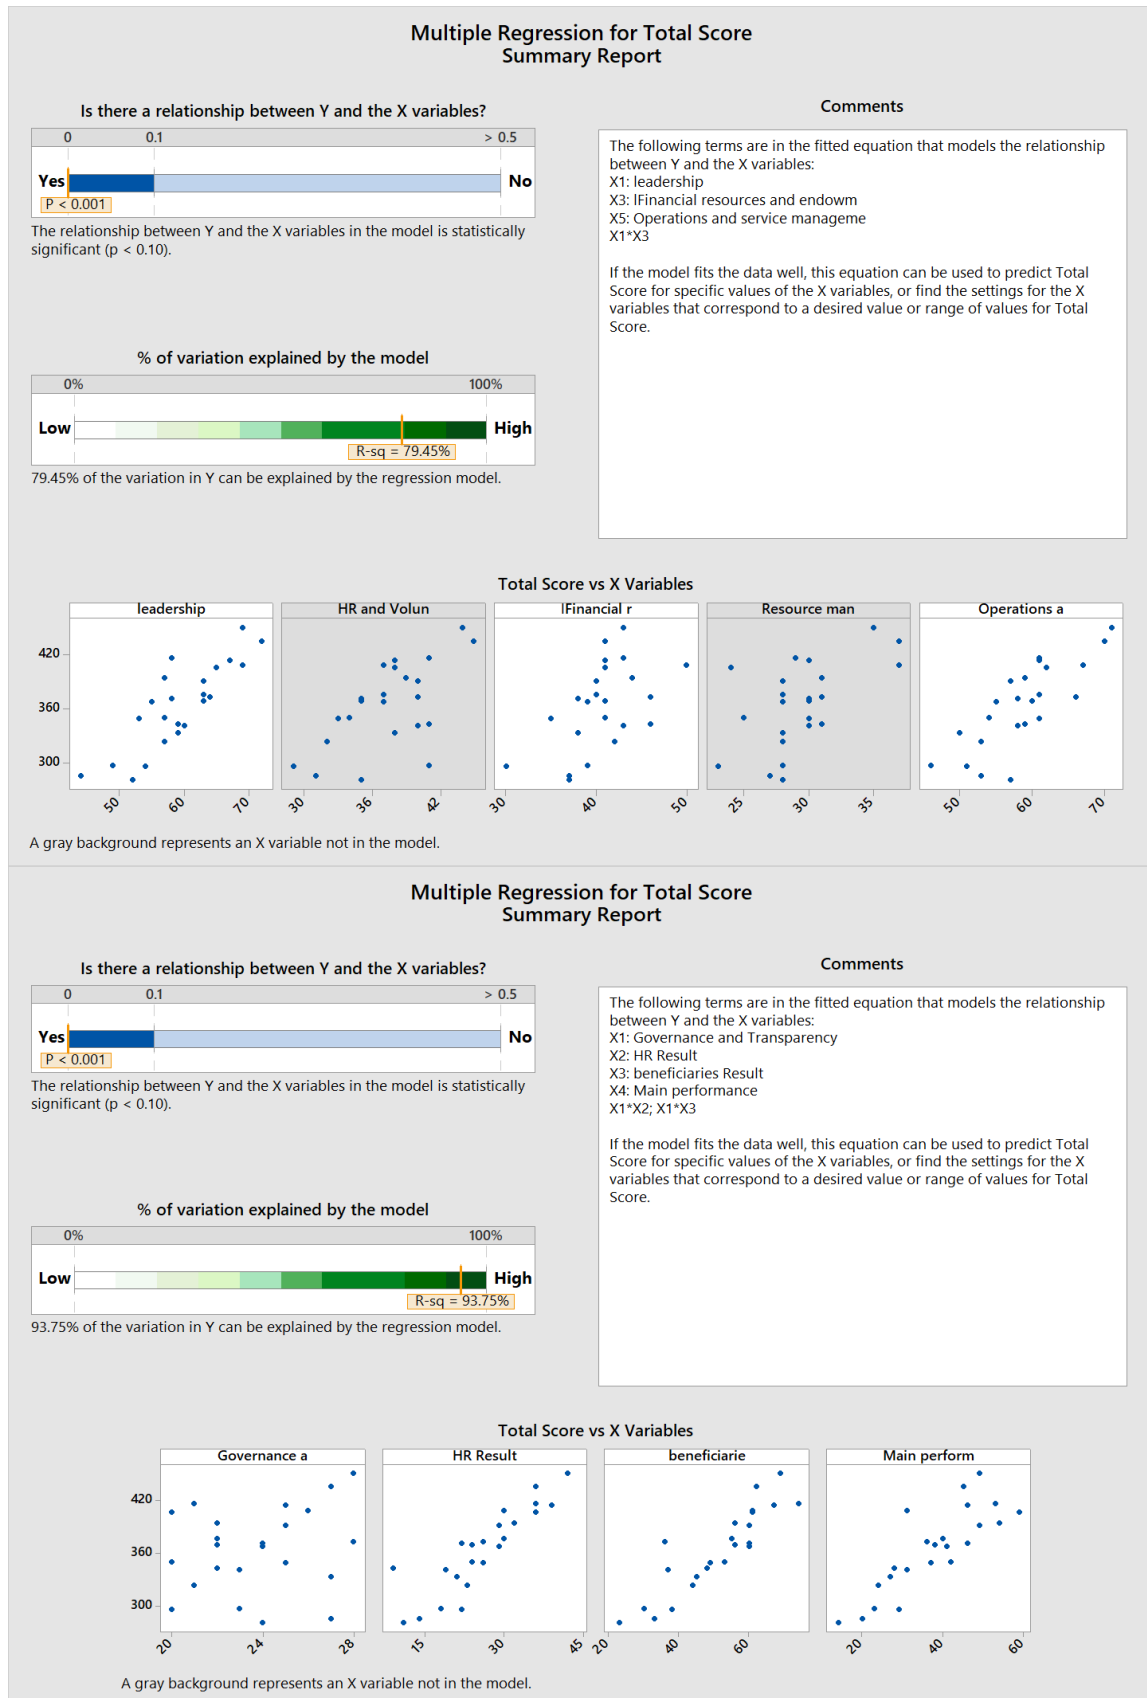 Multiple Regression for Total Score
Summary Report
Is there a relationship between Y and the X variables?
0 0.1 > 0.5
Yes No
P < 0.001
The relationship between Y and the X variables in the model is statistically
significant (p < 0.10).
% of variation explained by the model
0% 100%
Low High
R-sq = 79.45%
79.45% of the variation in Y can be explained by the regression model.
Comments
The following terms are in the fitted equation that models the relationship
between Y and the X variables:
X1: leadership
X3: lFinancial resources and endowm
X5: Operations and service manageme
X1*X3
If the model fits the data well, this equation can be used to predict Total
Score for specific values of the X variables, or find the settings for the X
variables that correspond to a desired value or range of values for Total
Score.
Total Score vs X Variables
leadership HR and Volun lFinancial r Resource man Operations a
420
360
300
50 60 70 30 36 42 30 40 50 25 30 35 50 60 70
A gray background represents an X variable not in the model.
Multiple Regression for Total Score
Summary Report
Is there a relationship between Y and the X variables?
0 0.1 > 0.5
Yes No
P < 0.001
The relationship between Y and the X variables in the model is statistically
significant (p < 0.10).
% of variation explained by the model
0% 100%
Low High
R-sq = 93.75%
93.75% of the variation in Y can be explained by the regression model.
Comments
The following terms are in the fitted equation that models the relationship
between Y and the X variables:
X1: Governance and Transparency
X2: HR Result
X3: beneficiaries Result
X4: Main performance
X1*X2; X1*X3
If the model fits the data well, this equation can be used to predict Total
Score for specific values of the X variables, or find the settings for the X
variables that correspond to a desired value or range of values for Total
Score.
Total Score vs X Variables
Governance a HR Result beneficiarie Main perform
420
360
300
20 24 28 15 30 45 20 40 60 20 40 60
A gray background represents an X variable not in the model.